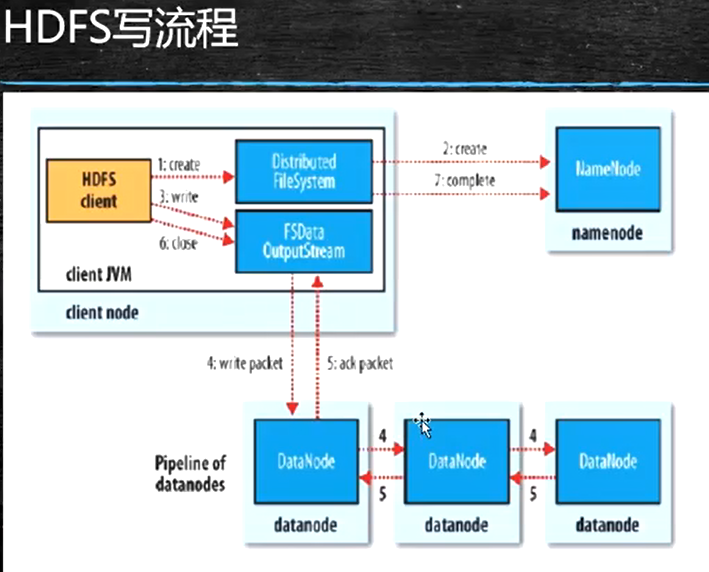 HDFS写流程
HDFS
client
1: create
3: write
6: close
Distributed
FileSystem
FSData
OutputStream
client JVM
client node
2: create
7: complete
NameNode
namenode
4: write packet
5: ack packet
Pipeline of
datanodes
DataNode
datanode
4
5
DataNode
datanode
4
5
DataNode
datanode